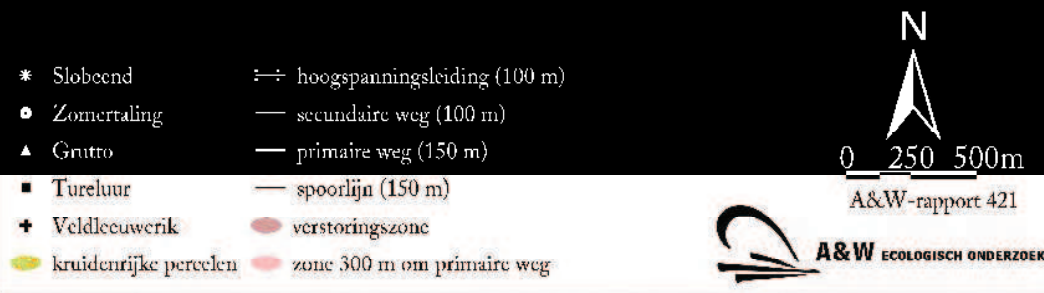 N
Slobeend
Zomertaling
Grutto
Tureluur
Veldleeuwerik
kruidenrijke percelen
hoogspanningsleiding (100 m)
secundaire weg (100 m)
primaire weg (150 m)
spoorlijn (150 m)
verstoringszone
zone 300 m om primaire weg
0 250 500m
A&W-rapport 421
A&W ECOLOGISCH ONDERZOEK